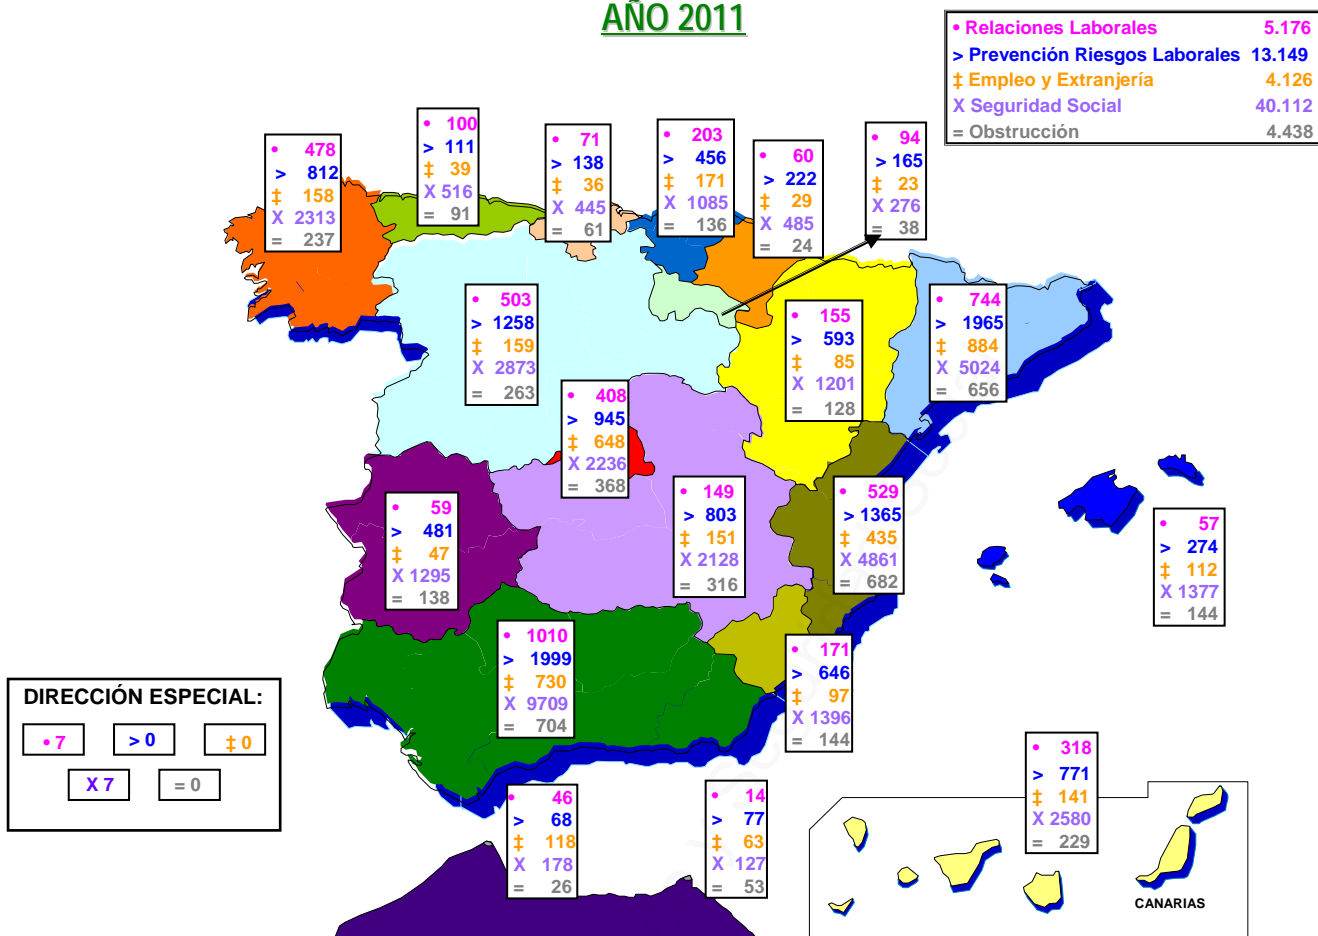 AÑO 2011
• Relaciones Laborales 5.176
> Prevención Riesgos Laborales 13.149
‡ Empleo y Extranjería 4.126
X Seguridad Social 40.112
= Obstrucción 4.438
• 478
> 812
‡ 158
X 2313
= 237
• 100
> 111
‡ 39
X 516
= 91
• 71
> 138
‡ 36
X 445
= 61
• 203
> 456
‡ 171
X 1085
= 136
• 60
> 222
‡ 29
X 485
= 24
• 94
> 165
‡ 23
X 276
= 38
• 503
> 1258
‡ 159
X 2873
= 263
• 155
> 593
‡ 85
X 1201
= 128
• 744
> 1965
‡ 884
X 5024
= 656
• 408
> 945
‡ 648
X 2236
= 368
• 59
> 481
‡ 47
X 1295
= 138
• 149
> 803
‡ 151
X 2128
= 316
• 529
> 1365
‡ 435
X 4861
= 682
• 57
> 274
‡ 112
X 1377
= 144
• 1010
> 1999
‡ 730
X 9709
= 704
• 171
> 646
‡ 97
X 1396
= 144
DIRECCIÓN ESPECIAL:
• 7 > 0 ‡ 0
X 7 = 0
• 46
> 68
‡ 118
X 178
= 26
• 14
> 77
‡ 63
X 127
= 53
• 318
> 771
‡ 141
X 2580
= 229
CANARIAS